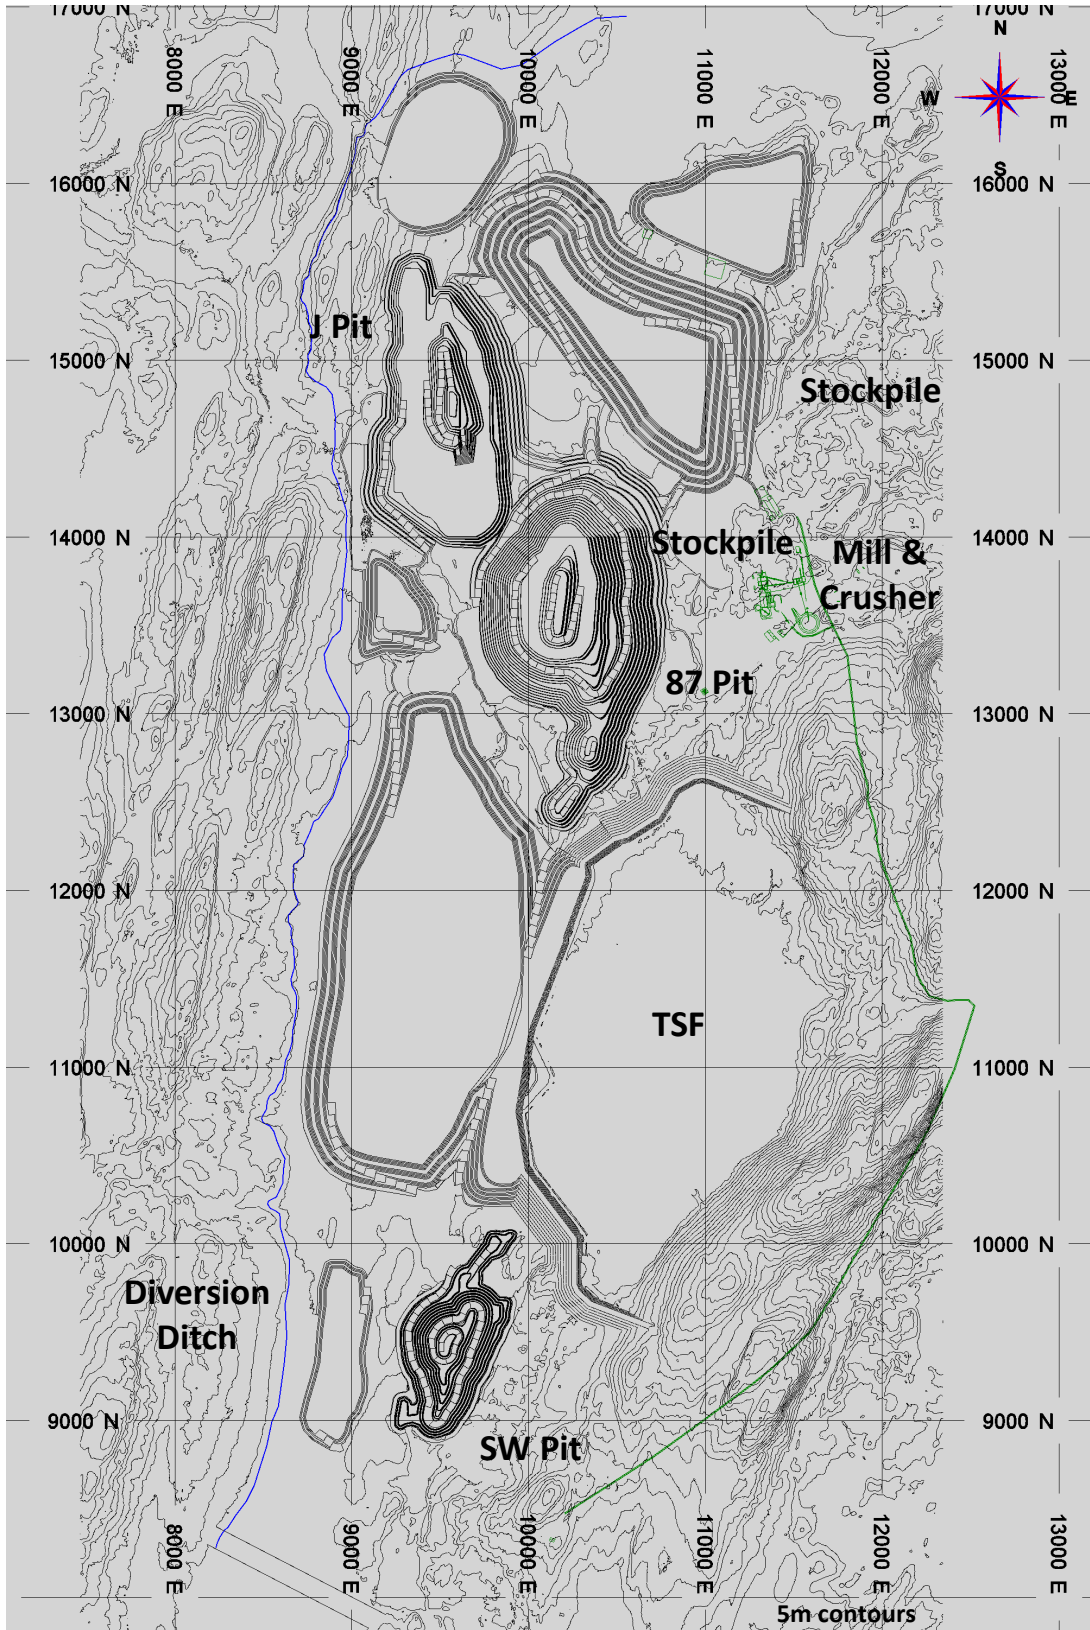 17000 N
17000 N
N
8000 E
9000 E
10000 E
11000 E
12000 E
13000 E
W
E
S
16000 N
16000 N
J Pit
15000 N
15000 N
Stockpile
14000 N
14000 N
Stockpile
Mill &
Crusher
87 Pit
13000 N
13000 N
12000 N
12000 N
TSF
11000 N
11000 N
10000 N
10000 N
Diversion
Ditch
9000 N
9000 N
SW Pit
8000 E
9000 E
10000 E
11000 E
12000 E
13000 E
5m contours